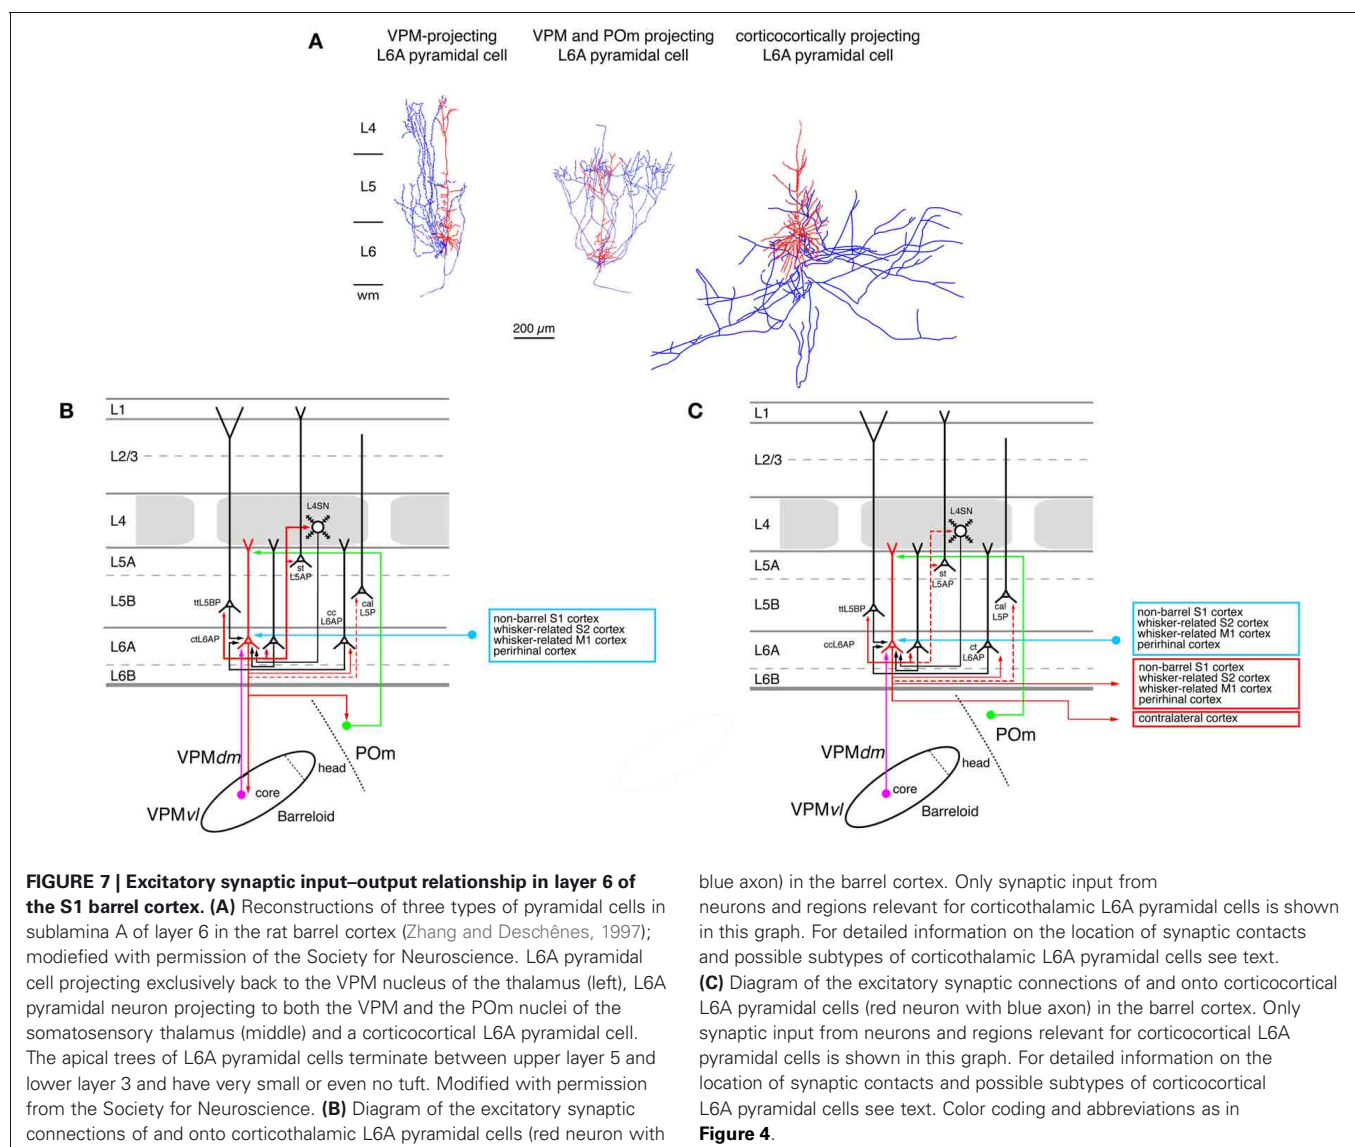 A
VPM-projecting
L6A pyramidal cell
VPM and POm projecting
L6A pyramidal cell
corticocortically projecting
L6A pyramidal cell
L4
L5
L6
wm
200 µm
B
L1
L2/3
L4
L4SN
L5A
st
L5AP
L5B
ttL5BP
cc
L6AP
cal
L5P
ctL6AP
L6A
L6B
non-barrel S1 cortex
whisker-related S2 cortex
whisker-related M1 cortex
perirhinal cortex
POm
VPMdm
head
core
VPMvl
Barreloid
C
L1
L2/3
L4
L4SN
L5A
st
L5AP
L5B
ttL5BP
cal
L5P
ccL6AP
ct
L6AP
L6A
L6B
non-barrel S1 cortex
whisker-related S2 cortex
whisker-related M1 cortex
perirhinal cortex
non-barrel S1 cortex
whisker-related S2 cortex
whisker-related M1 cortex
perirhinal cortex
contralateral cortex
POm
VPMdm
head
core
VPMvl
Barreloid
FIGURE 7 | Excitatory synaptic input–output relationship in layer 6 of
the S1 barrel cortex. (A) Reconstructions of three types of pyramidal cells in
sublamina A of layer 6 in the rat barrel cortex (Zhang and Deschênes, 1997);
modiefied with permission of the Society for Neuroscience. L6A pyramidal
cell projecting exclusively back to the VPM nucleus of the thalamus (left), L6A
pyramidal neuron projecting to both the VPM and the POm nuclei of the
somatosensory thalamus (middle) and a corticocortical L6A pyramidal cell.
The apical trees of L6A pyramidal cells terminate between upper layer 5 and
lower layer 3 and have very small or even no tuft. Modified with permission
from the Society for Neuroscience. (B) Diagram of the excitatory synaptic
connections of and onto corticothalamic L6A pyramidal cells (red neuron with
blue axon) in the barrel cortex. Only synaptic input from
neurons and regions relevant for corticothalamic L6A pyramidal cells is shown
in this graph. For detailed information on the location of synaptic contacts
and possible subtypes of corticothalamic L6A pyramidal cells see text.
(C) Diagram of the excitatory synaptic connections of and onto corticocortical
L6A pyramidal cells (red neuron with blue axon) in the barrel cortex. Only
synaptic input from neurons and regions relevant for corticocortical L6A
pyramidal cells is shown in this graph. For detailed information on the
location of synaptic contacts and possible subtypes of corticocortical
L6A pyramidal cells see text. Color coding and abbreviations as in
Figure 4.